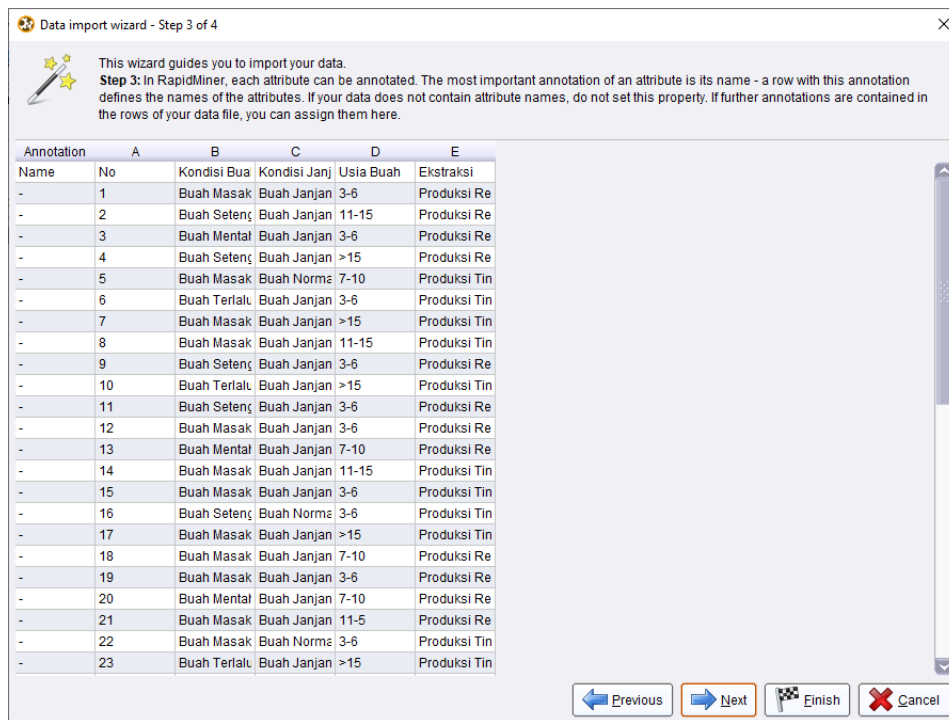 Data import wizard - Step 3 of 4
This wizard guides you to import your data.
Step 3: In RapidMiner, each attribute can be annotated. The most important annotation of an attribute is its name - a row with this annotation
defines the names of the attributes. If your data does not contain attribute names, do not set this property. If further annotations are contained in
the rows of your data file, you can assign them here.
Annotation A B C D E
Name No Kondisi Bua Kondisi Janj Usia Buah Ekstraksi
- 1 Buah Masak Buah Janjan 3-6 Produksi Re
- 2 Buah Seteng Buah Janjan 11-15 Produksi Re
- 3 Buah Mental Buah Janjan 3-6 Produksi Re
- 4 Buah Seteng Buah Janjan >15 Produksi Re
- 5 Buah Masak Buah Norma 7-10 Produksi Tin
- 6 Buah Terlalu Buah Janjan 3-6 Produksi Tin
- 7 Buah Masak Buah Janjan >15 Produksi Tin
- 8 Buah Masak Buah Janjan 11-15 Produksi Tin
- 9 Buah Seteng Buah Janjan 3-6 Produksi Re
- 10 Buah Terlalu Buah Janjan >15 Produksi Tin
- 11 Buah Seteng Buah Janjan 3-6 Produksi Re
- 12 Buah Masak Buah Janjan 3-6 Produksi Re
- 13 Buah Mental Buah Janjan 7-10 Produksi Re
- 14 Buah Masak Buah Janjan 11-15 Produksi Tin
- 15 Buah Masak Buah Janjan 3-6 Produksi Re
- 16 Buah Seteng Buah Norma 3-6 Produksi Re
- 17 Buah Masak Buah Janjan >15 Produksi Tin
- 18 Buah Masak Buah Janjan 7-10 Produksi Re
- 19 Buah Masak Buah Janjan 3-6 Produksi Re
- 20 Buah Mental Buah Janjan 7-10 Produksi Re
- 21 Buah Masak Buah Janjan 11-5 Produksi Re
- 22 Buah Masak Buah Norma 3-6 Produksi Tin
- 23 Buah Terlalu Buah Janjan >15 Produksi Tin
Previous Next Finish Cancel